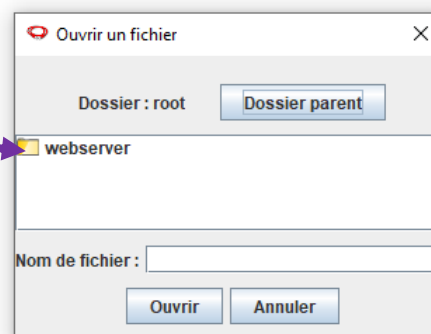 Ouvrir un fichier
Dossier : root Dossier parent
webserver
Nom de fichier :
Ouvrir Annuler